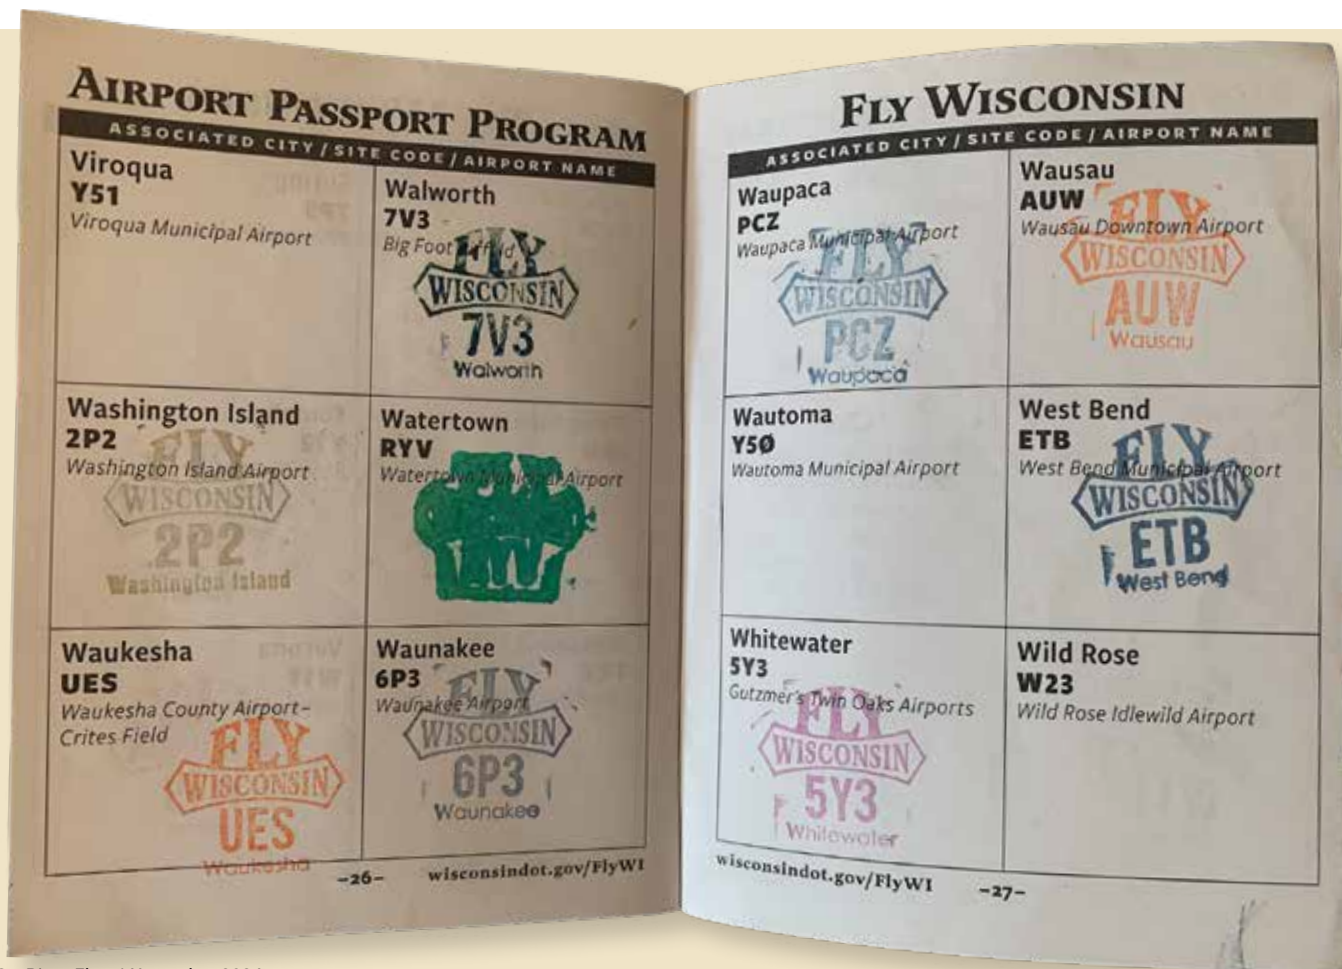 AIRPORT PASSPORT PROGRAM
ASSOCIATED CITY / SITE CODE / AIRPORT NAME
Viroqua
Y51
Viroqua Municipal Airport
Walworth
7V3
Big Foot Airfield
FLY
WISCONSIN
7V3
Walworth
Washington Island
2P2
Washington Island Airport
FLY
WISCONSIN
2P2
Washington Island
Watertown
RYV
Watertown Municipal Airport
Waukesha
UES
Waukesha County Airport–
Crites Field
FLY
WISCONSIN
UES
Waukesha
Waunakee
6P3
Waunakee Airport
FLY
WISCONSIN
6P3
Waunakee
–26–
wisconsindot.gov/FlyWI
FLY WISCONSIN
ASSOCIATED CITY / SITE CODE / AIRPORT NAME
Waupaca
PCZ
Waupaca Municipal Airport
FLY
WISCONSIN
PCZ
Waupaca
Wausau
AUW
Wausau Downtown Airport
FLY
WISCONSIN
AUW
Wausau
Wautoma
Y5Ø
Wautoma Municipal Airport
West Bend
ETB
West Bend Municipal Airport
FLY
WISCONSIN
ETB
West Bend
Whitewater
5Y3
Gutzmer's Twin Oaks Airports
FLY
WISCONSIN
5Y3
Whitewater
Wild Rose
W23
Wild Rose Idlewild Airport
wisconsindot.gov/FlyWI
–27–